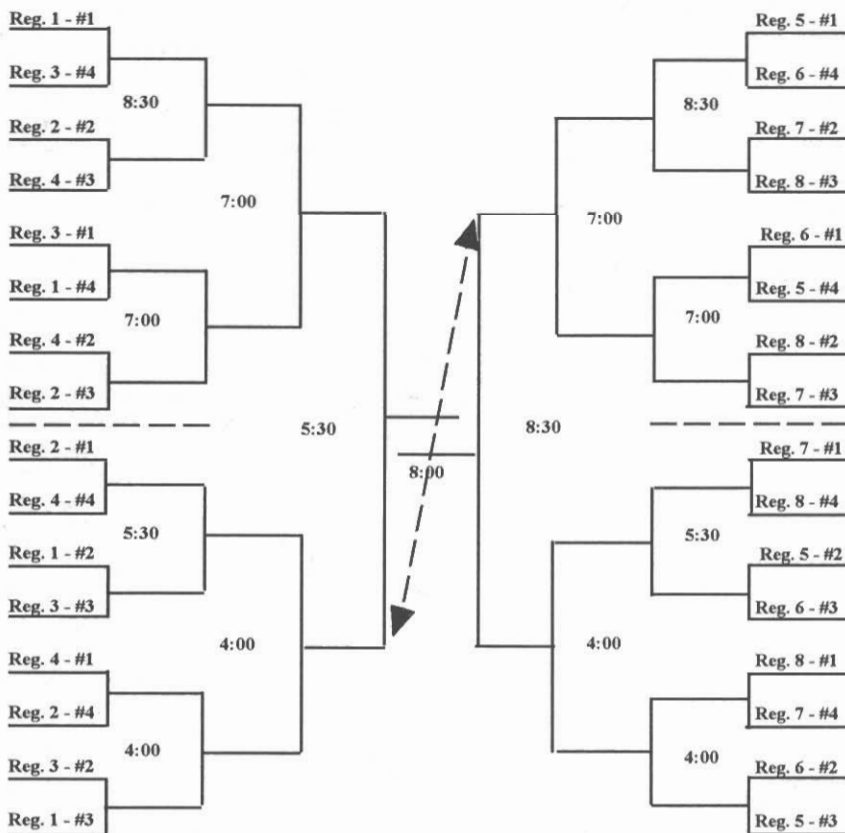 Reg. 1 - #1
Reg. 3 - #4
8:30
Reg. 2 - #2
Reg. 4 - #3
7:00
Reg. 3 - #1
Reg. 1 - #4
7:00
Reg. 4 - #2
Reg. 2 - #3
5:30
Reg. 2 - #1
Reg. 4 - #4
5:30
Reg. 1 - #2
Reg. 3 - #3
4:00
Reg. 4 - #1
Reg. 2 - #4
4:00
Reg. 3 - #2
Reg. 1 - #3
8:00
Reg. 5 - #1
Reg. 6 - #4
8:30
Reg. 7 - #2
Reg. 8 - #3
7:00
Reg. 6 - #1
Reg. 5 - #4
7:00
Reg. 8 - #2
Reg. 7 - #3
8:30
Reg. 7 - #1
Reg. 8 - #4
5:30
Reg. 5 - #2
Reg. 6 - #3
4:00
Reg. 8 - #1
Reg. 7 - #4
4:00
Reg. 6 - #2
Reg. 5 - #3